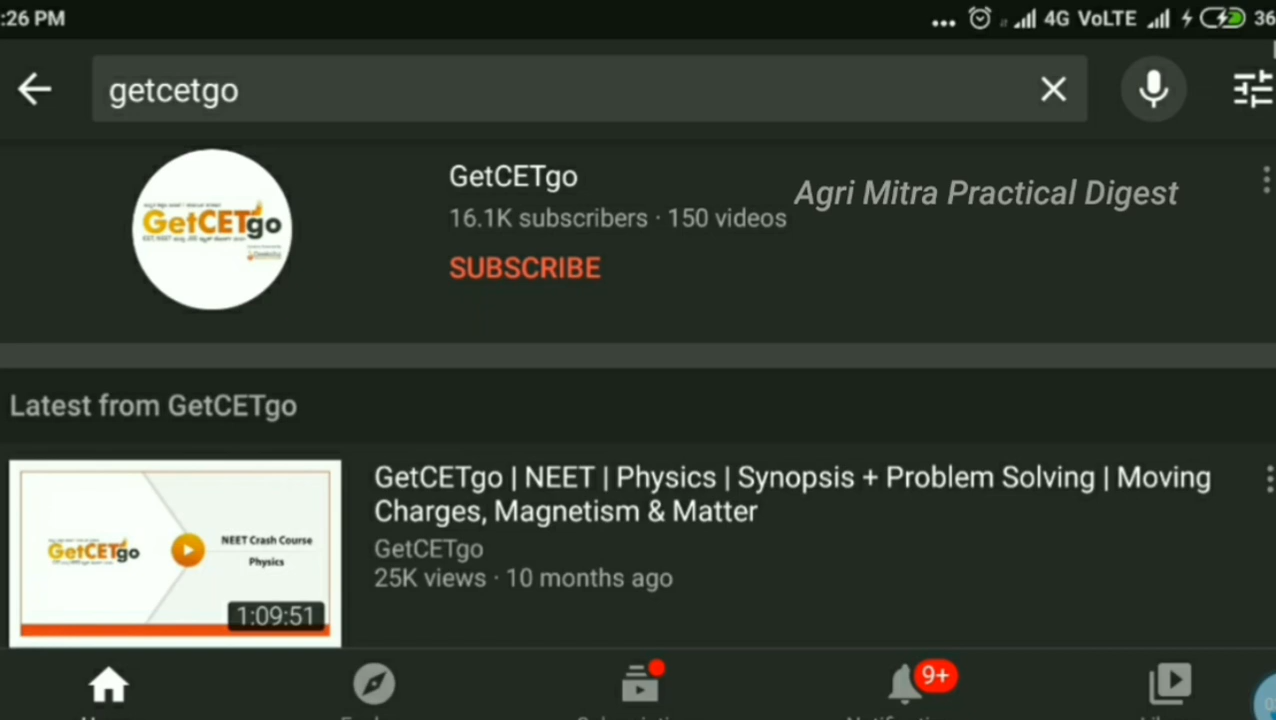 :26 PM
4G VoLTE
36
getcetgo
GetCETgo
GetCETgo
16.1K subscribers · 150 videos
Agri Mitra Practical Digest
SUBSCRIBE
Latest from GetCETgo
GetCETgo | NEET | Physics | Synopsis + Problem Solving | Moving
Charges, Magnetism & Matter
GetCETgo
25K views · 10 months ago
GetCETgo
NEET Crash Course
Physics
1:09:51
9+